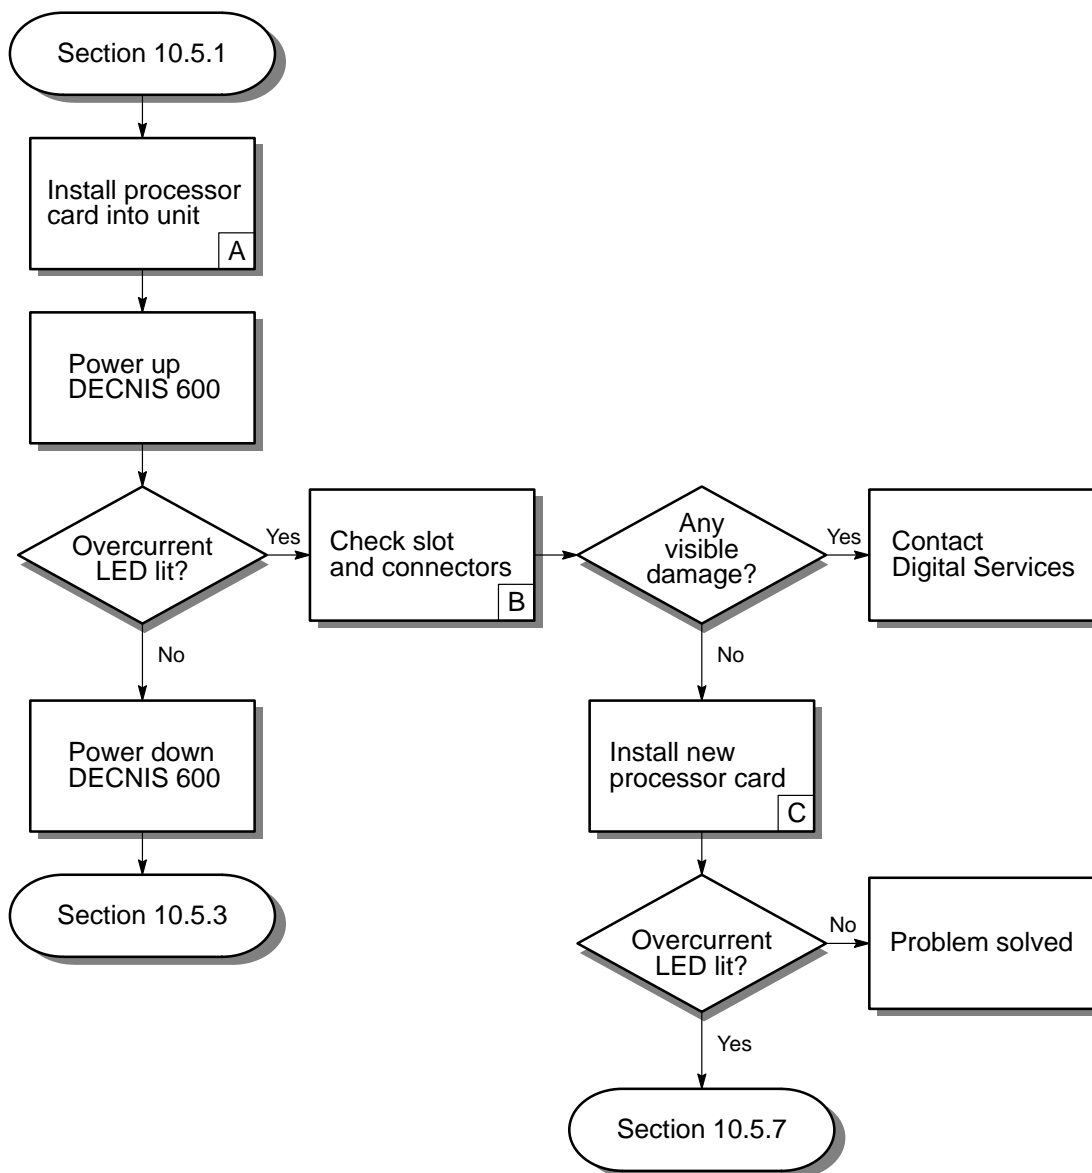 Section 10.5.1
Install processor
card into unit
A
Power up
DECNIS 600
Overcurrent
LED lit?
Yes
Check slot
and connectors
B
Any
visible
damage?
Yes
Contact
Digital Services
No
No
Power down
DECNIS 600
Install new
processor card
C
Section 10.5.3
Overcurrent
LED lit?
No
Problem solved
Yes
Section 10.5.7